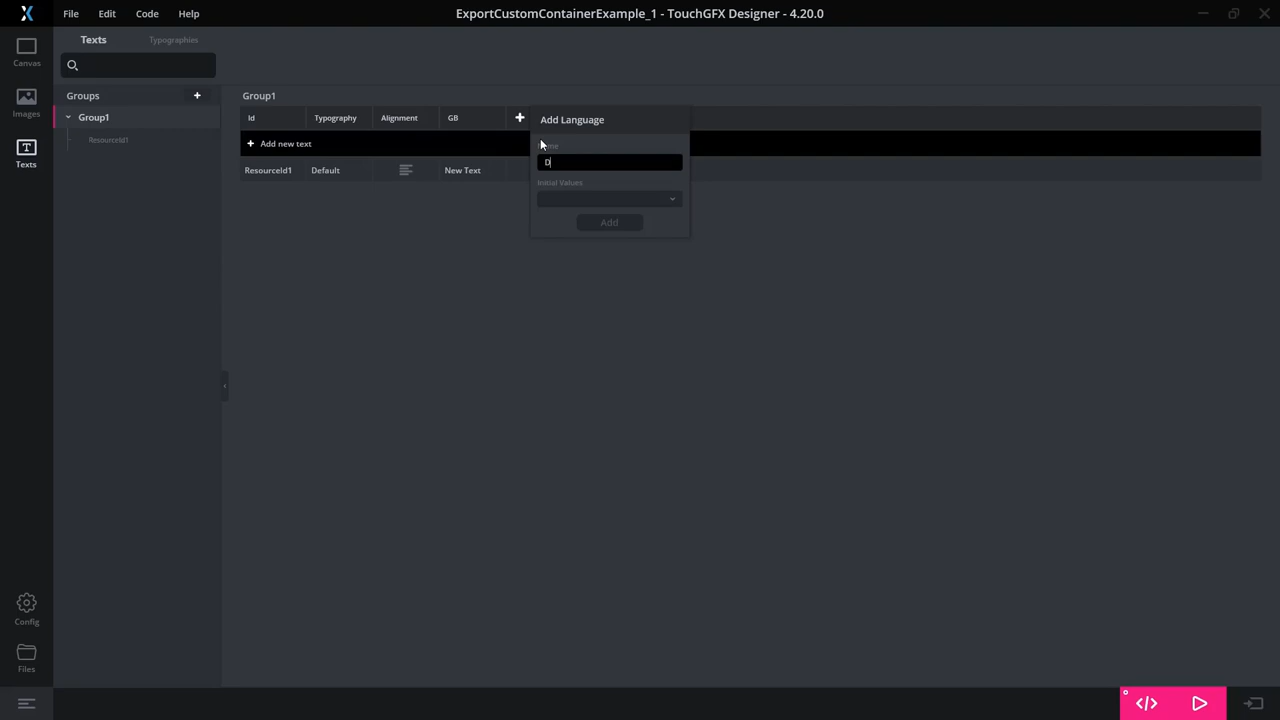 File Edit Code Help ExportCustomContainerExample_1 - TouchGFX Designer - 4.20.0
Texts Typographies
Canvas
Images
Texts
Groups +
Group1
ResourceId1
Group1
Id Typography Alignment GB +
+ Add new text
ResourceId1 Default New Text
Add Language
D
Initial Values
Add
Config
Files